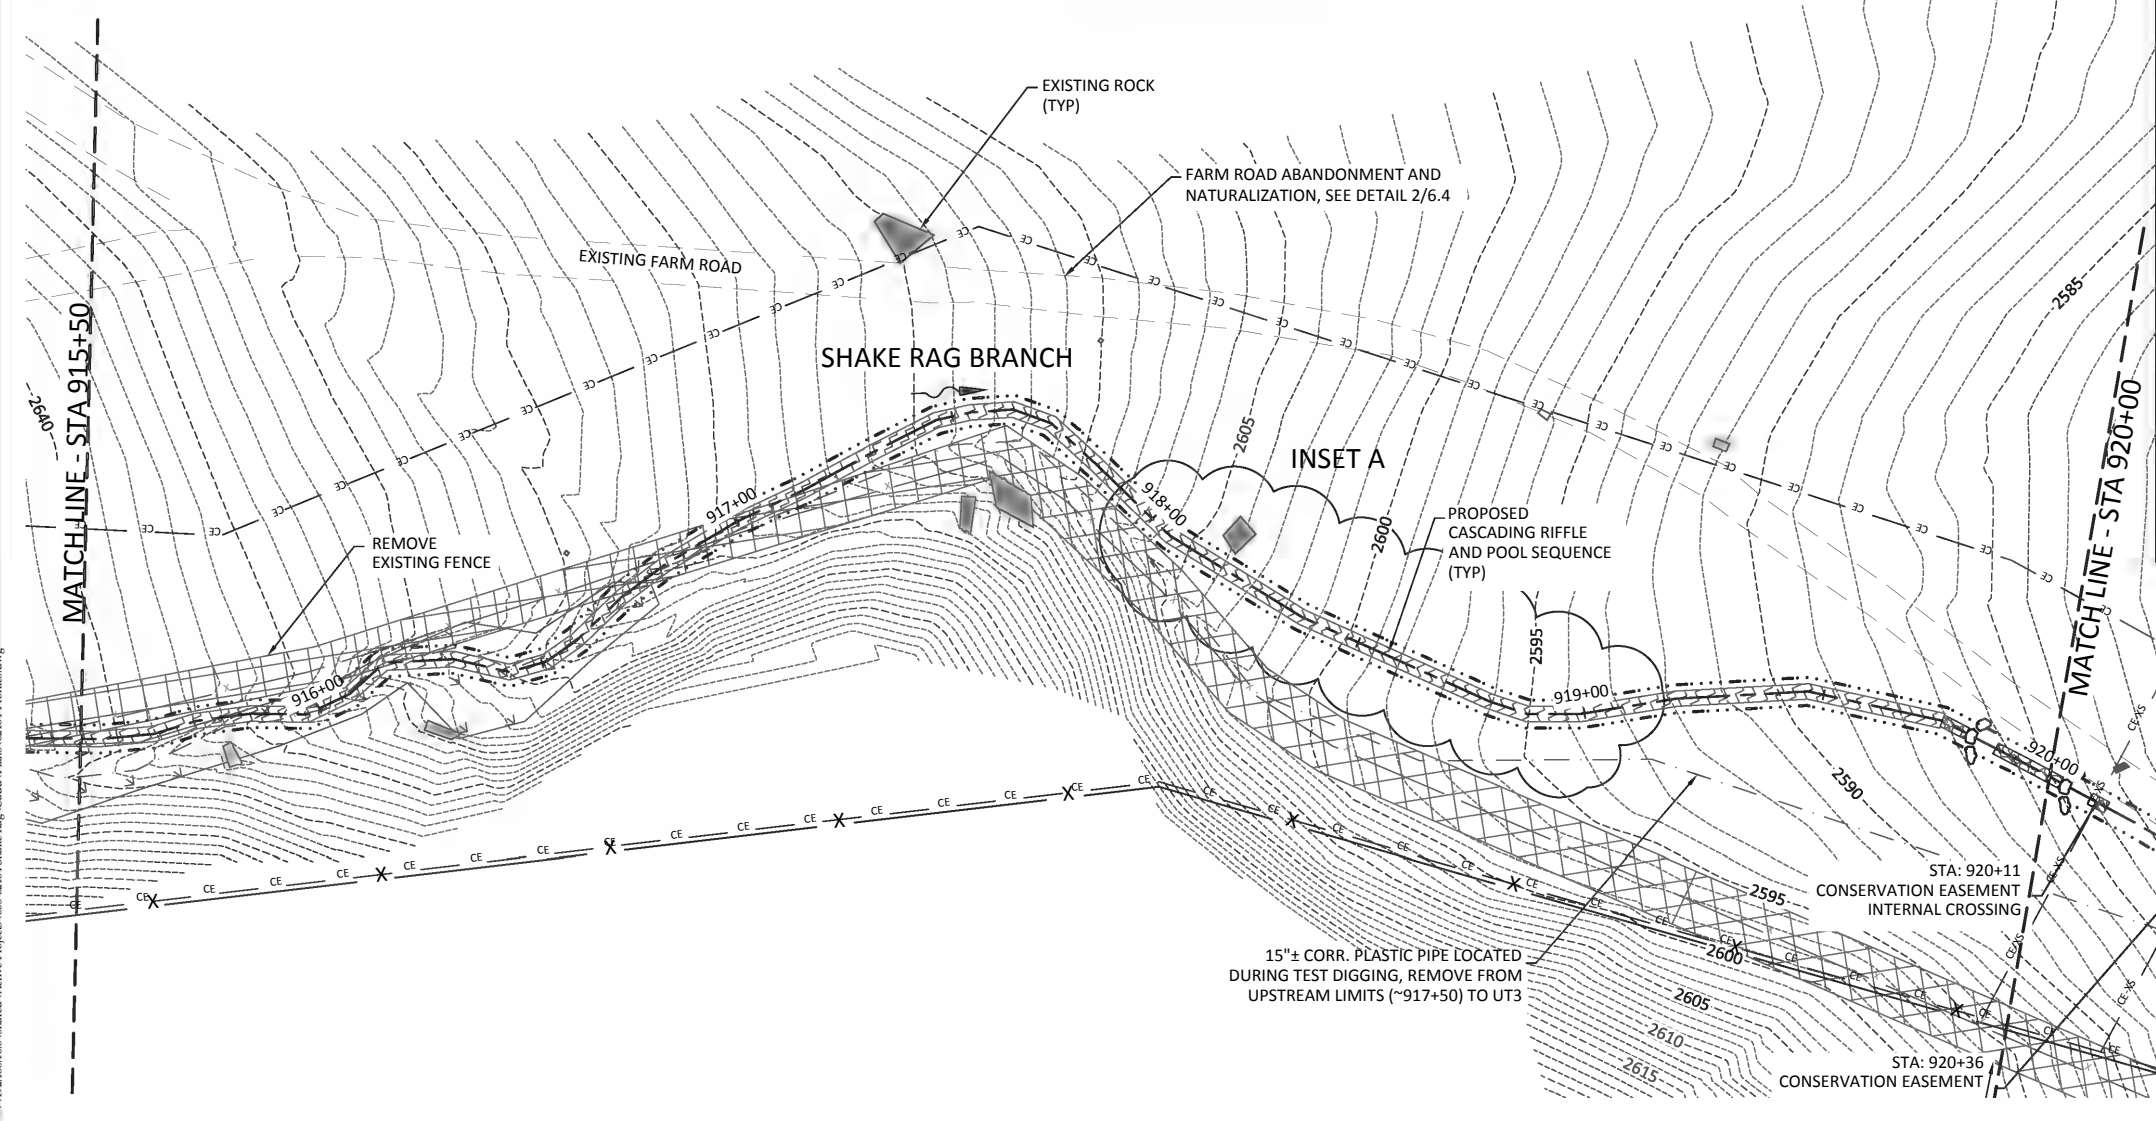 EXISTING ROCK
(TYP)
FARM ROAD ABANDONMENT AND
NATURALIZATION, SEE DETAIL 2/6.4
EXISTING FARM ROAD
SHAKE RAG BRANCH
INSET A
MATCH LINE - STA 915+50
MATCH LINE - STA 920+00
2640
2605
2600
2595
2585
2590
REMOVE
EXISTING FENCE
916+00
917+00
918+00
919+00
920+00
PROPOSED
CASCADING RIFFLE
AND POOL SEQUENCE
(TYP)
STA: 920+11
CONSERVATION EASEMENT
INTERNAL CROSSING
15"± CORR. PLASTIC PIPE LOCATED
DURING TEST DIGGING, REMOVE FROM
UPSTREAM LIMITS (~917+50) TO UT3
2595
2600
2605
2610
2615
STA: 920+36
CONSERVATION EASEMENT
CE
CE-XS